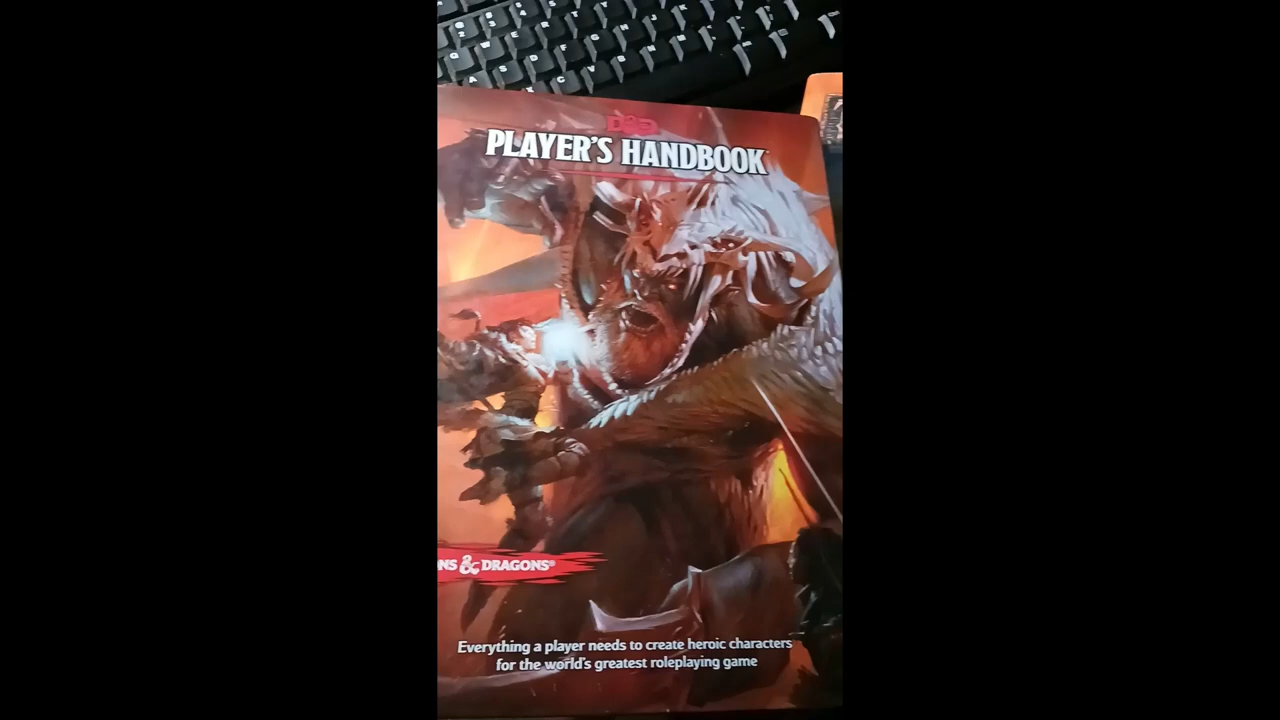 D&D
PLAYER'S HANDBOOK
NS & DRAGONS®
Everything a player needs to create heroic characters
for the world's greatest roleplaying game